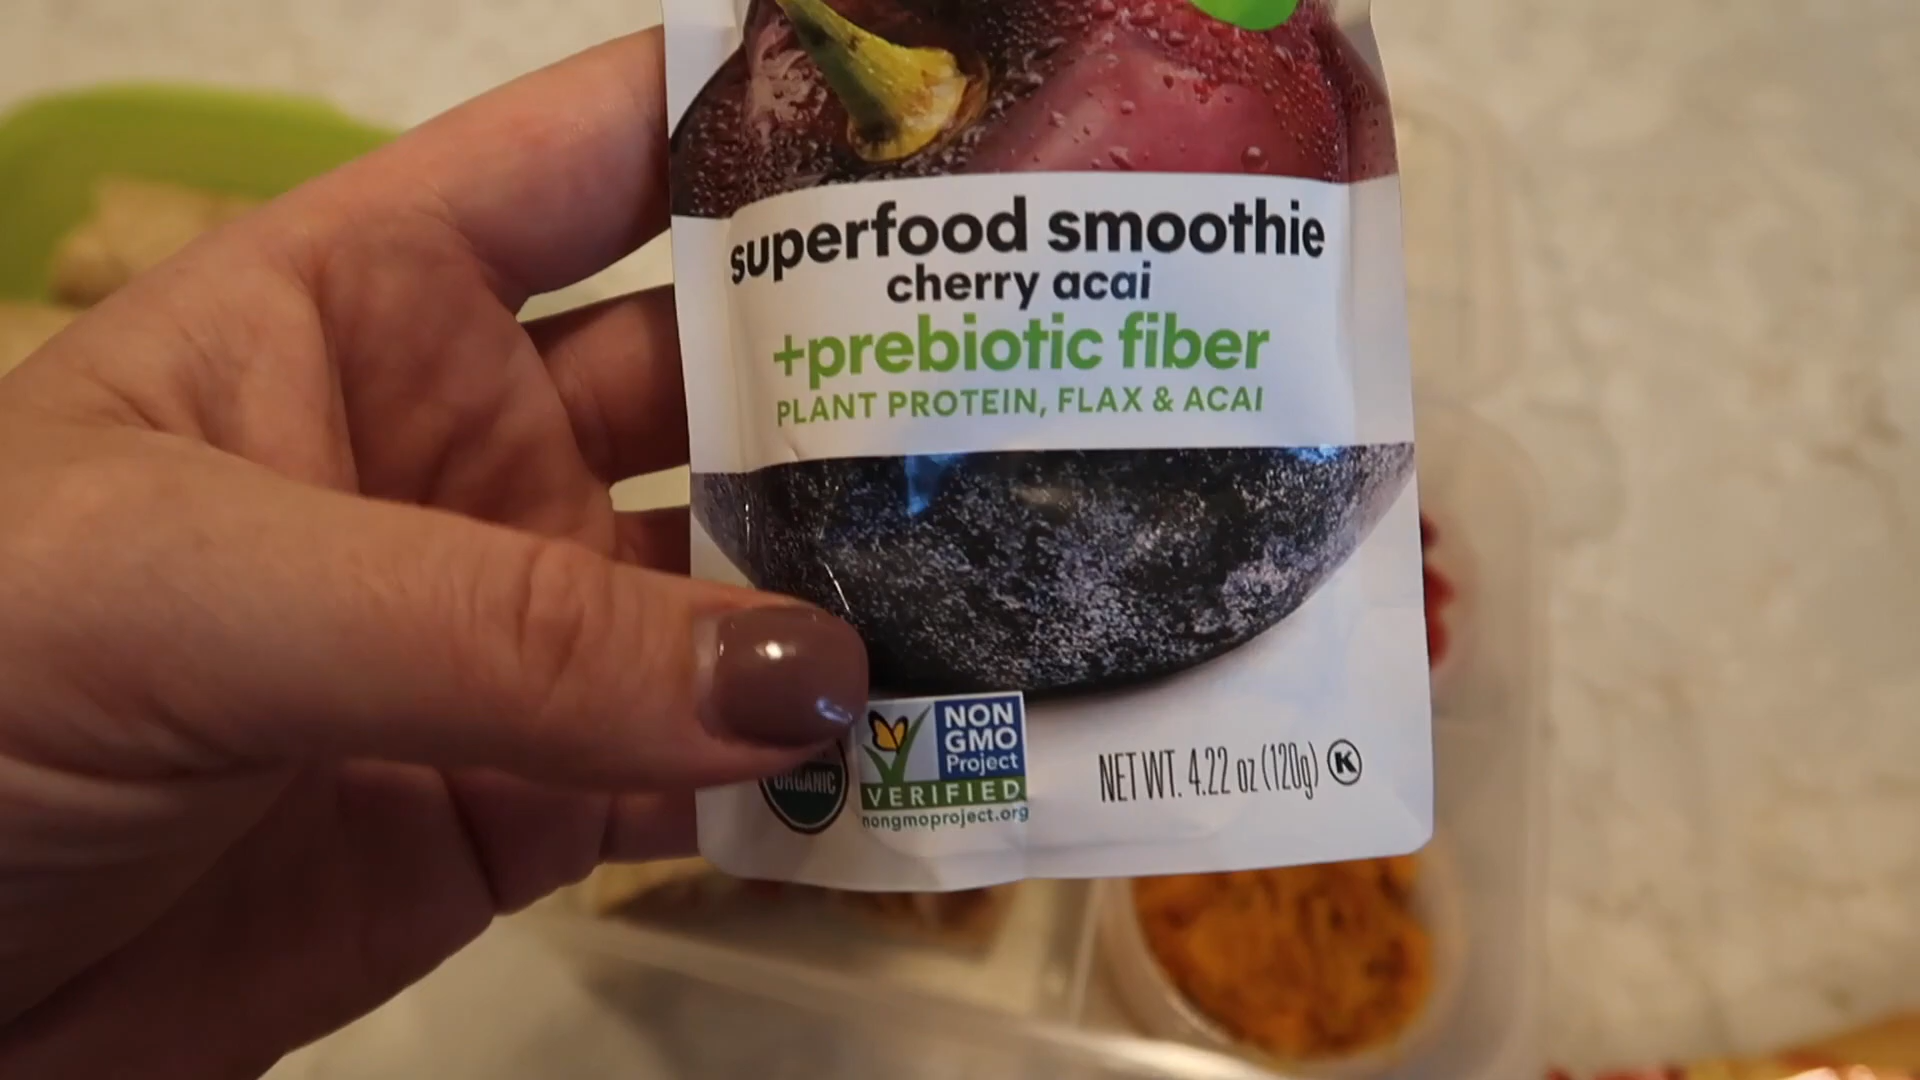 superfood smoothie
cherry acai
+prebiotic fiber
PLANT PROTEIN, FLAX & ACAI
ORGANIC
NON
GMO
Project
VERIFIED
nongmoproject.org
NET WT. 4.22 oz (120g) K